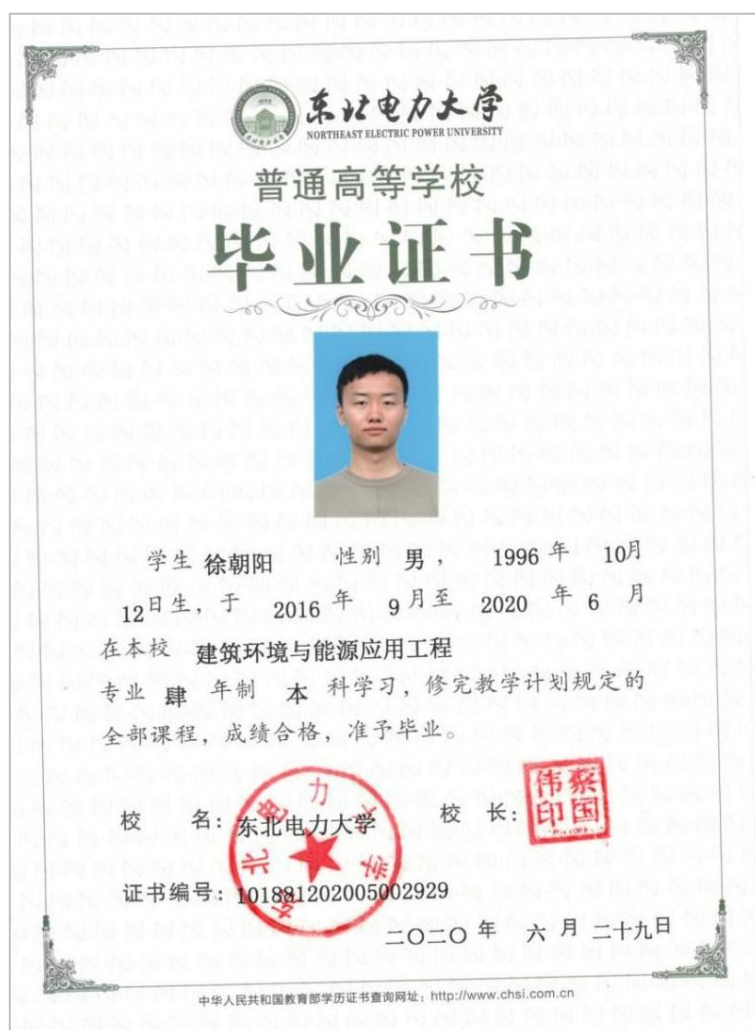 东北电力大学
NORTHEAST ELECTRIC POWER UNIVERSITY
普通高等学校
毕业证书
学生 徐朝阳 性别 男, 1996 年 10月
12日生, 于 2016 年 9 月至 2020 年 6 月
在本校 建筑环境与能源应用工程
专业 肆 年制 本 科学习, 修完教学计划规定的
全部课程, 成绩合格, 准予毕业。
校 名: 东北电力大学 校 长: 蔡国伟印
东北电力大学
证书编号: 101881202005002929
二〇二〇 年 六 月 二十九日
中华人民共和国教育部学历证书查询网址: http://www.chsi.com.cn